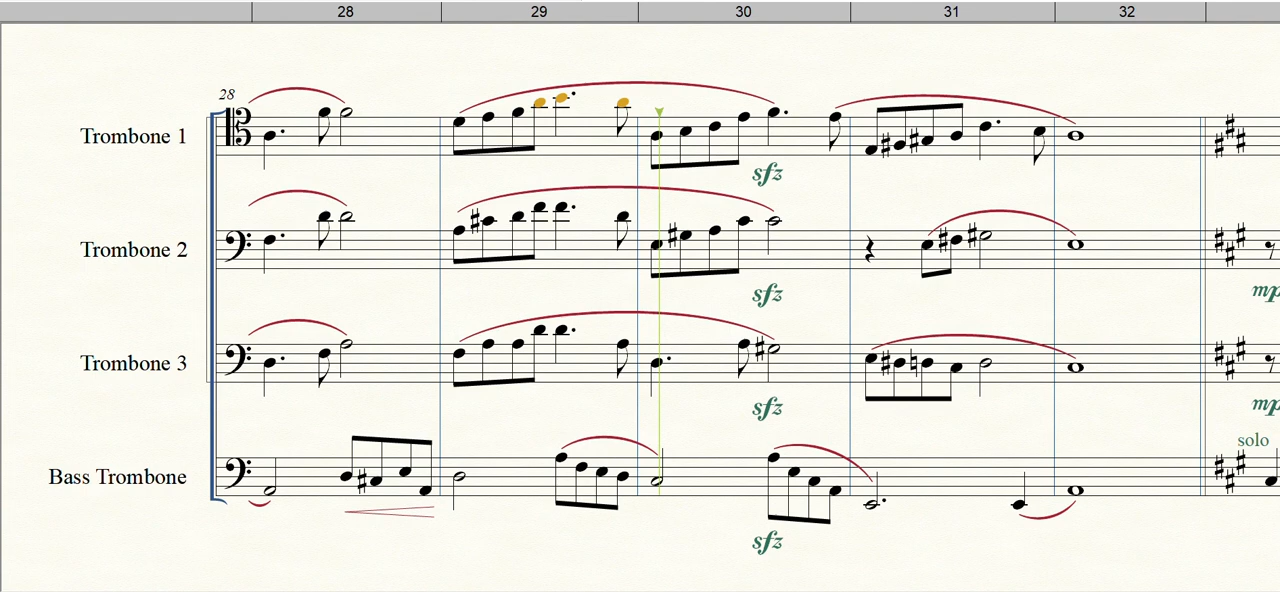 28 29 30 31 32
28
Trombone 1
sfz
Trombone 2
sfz
mp
Trombone 3
sfz
mp
solo
Bass Trombone
sfz